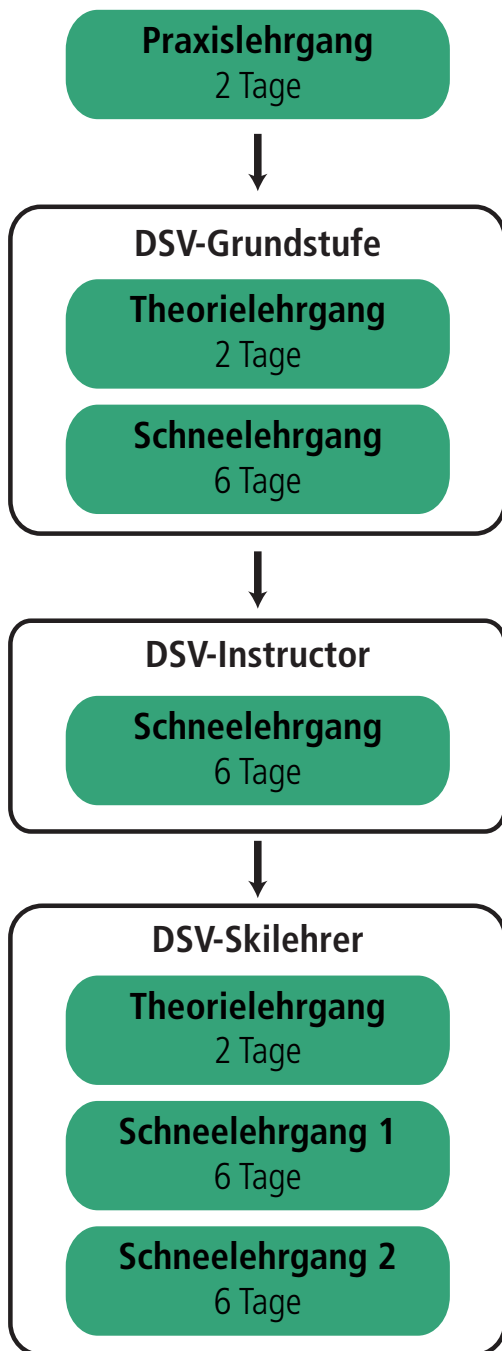 Praxislehrgang
2 Tage
DSV-Grundstufe
Theorielehrgang
2 Tage
Schneelehrgang
6 Tage
DSV-Instructor
Schneelehrgang
6 Tage
DSV-Skilehrer
Theorielehrgang
2 Tage
Schneelehrgang 1
6 Tage
Schneelehrgang 2
6 Tage